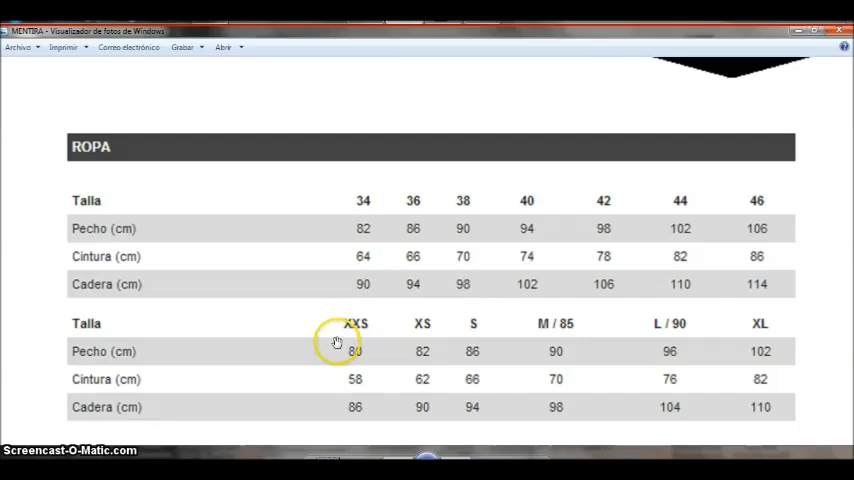 MENTIRA - Visualizador de fotos de Windows
Archivo Imprimir Correo electrónico Grabar Abrir
ROPA
Talla 34 36 38 40 42 44 46
Pecho (cm) 82 86 90 94 98 102 106
Cintura (cm) 64 66 70 74 78 82 86
Cadera (cm) 90 94 98 102 106 110 114
Talla XXS XS S M / 85 L / 90 XL
Pecho (cm) 80 82 86 90 96 102
Cintura (cm) 58 62 66 70 76 82
Cadera (cm) 86 90 94 98 104 110
Screencast-O-Matic.com